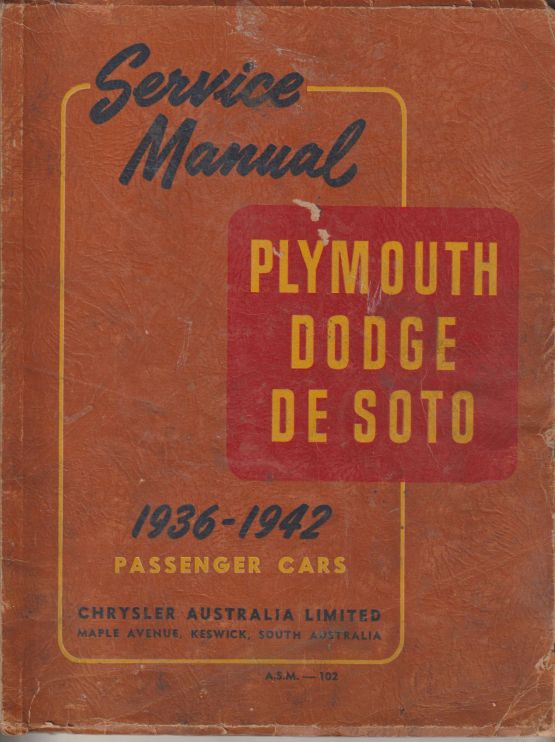 Service
Manual
PLYMOUTH
DODGE
DE SOTO
1936-1942
PASSENGER CARS
CHRYSLER AUSTRALIA LIMITED
MAPLE AVENUE, KESWICK, SOUTH AUSTRALIA
A.S.M. — 102